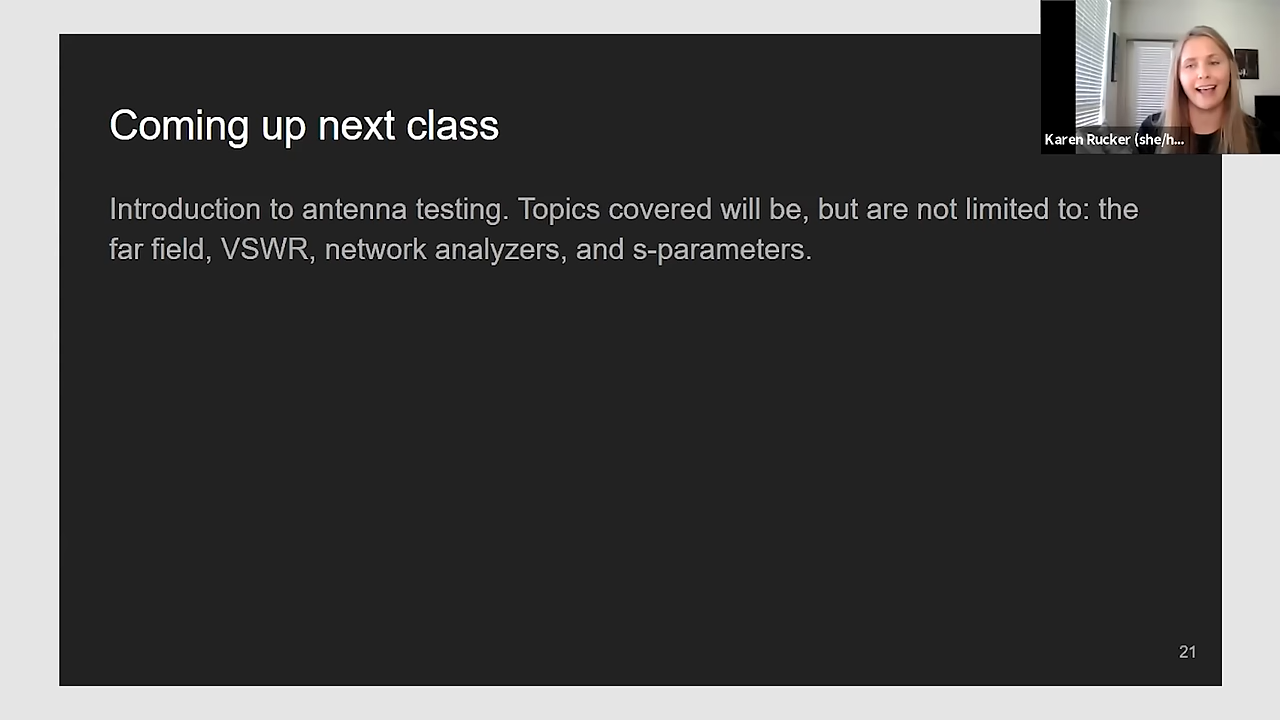 Coming up next class
Karen Rucker (she/h...
Introduction to antenna testing. Topics covered will be, but are not limited to: the
far field, VSWR, network analyzers, and s-parameters.
21